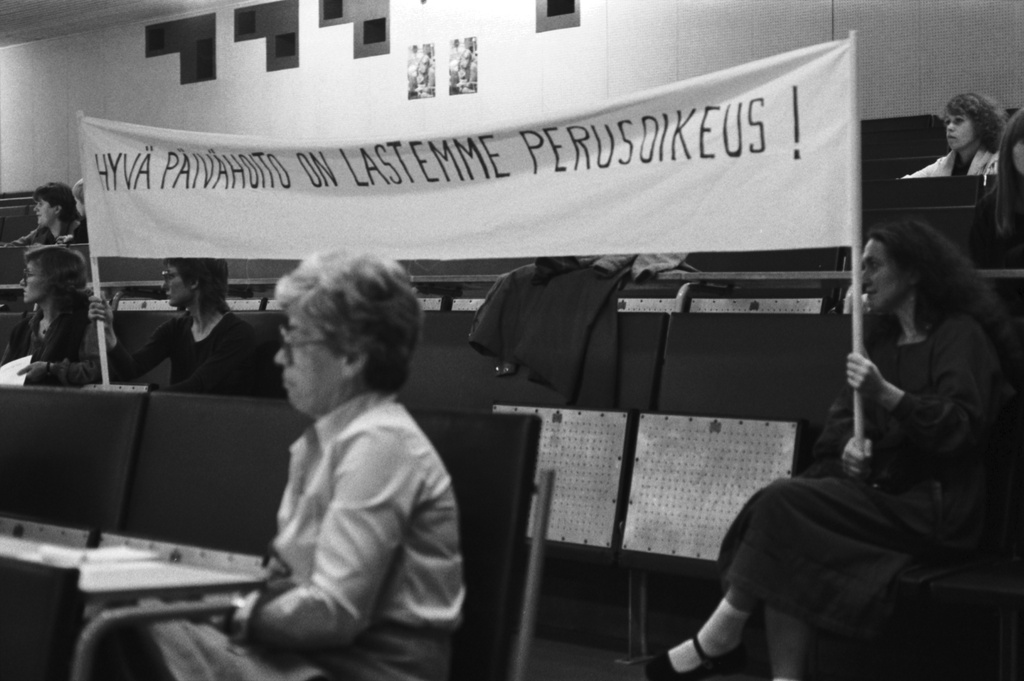 HYVÄ PÄIVÄHOITO ON LASTEMME PERUSOIKEUS!